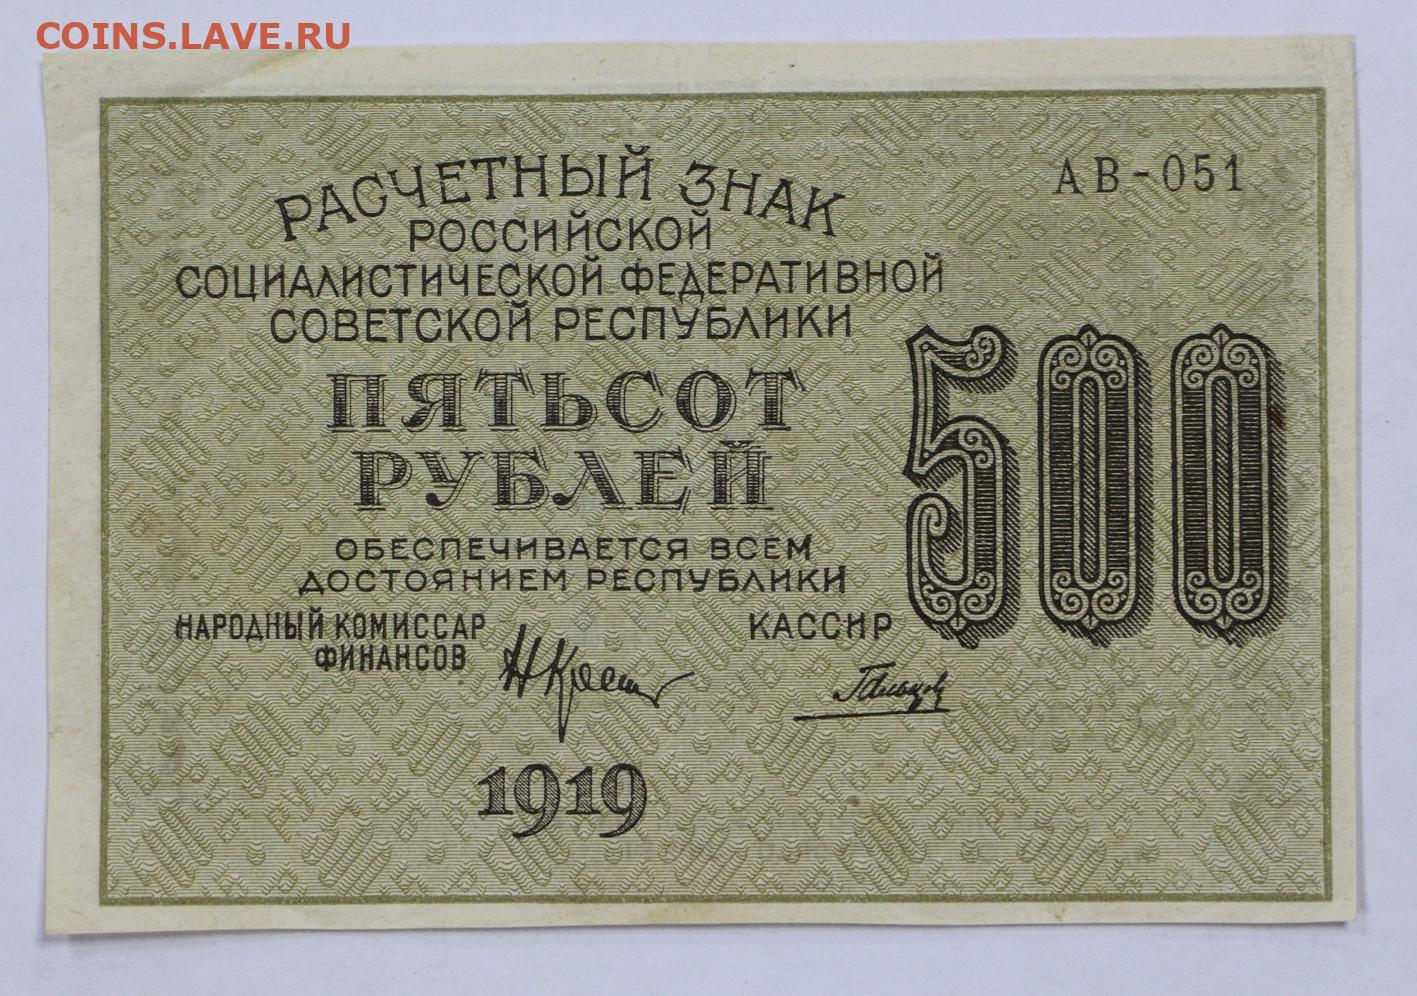 COINS.LAVE.RU
РАСЧЕТНЫЙ ЗНАК
АВ-051
РОССИЙСКОЙ
СОЦИАЛИСТИЧЕСКОЙ ФЕДЕРАТИВНОЙ
СОВЕТСКОЙ РЕСПУБЛИКИ
ПЯТЬСОТ
РУБЛЕЙ
500
ОБЕСПЕЧИВАЕТСЯ ВСЕМ
ДОСТОЯНИЕМ РЕСПУБЛИКИ
НАРОДНЫЙ КОМИССАР
ФИНАНСОВ
КАССИР
1919